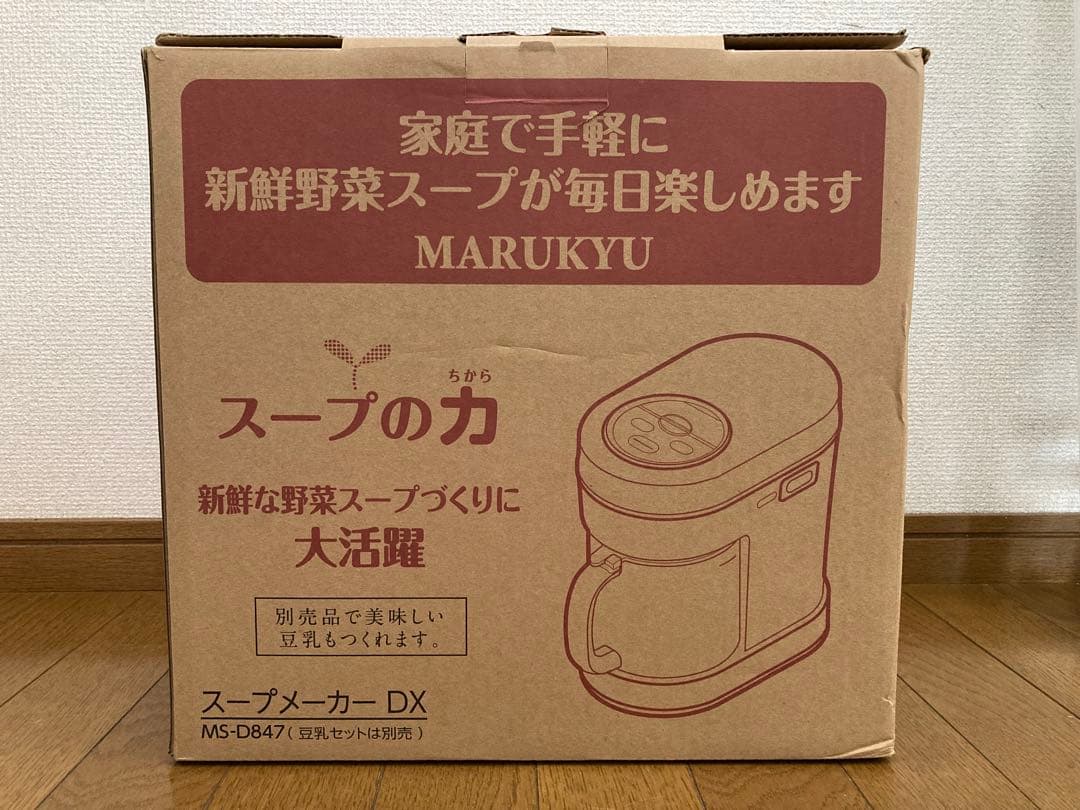 家庭で手軽に
新鮮野菜スープが毎日楽しめます
MARUKYU
ちから
スープの力
新鮮な野菜スープづくりに
大活躍
別売品で美味しい
豆乳もつくれます。
スープメーカー DX
MS-D847(豆乳セットは別売)